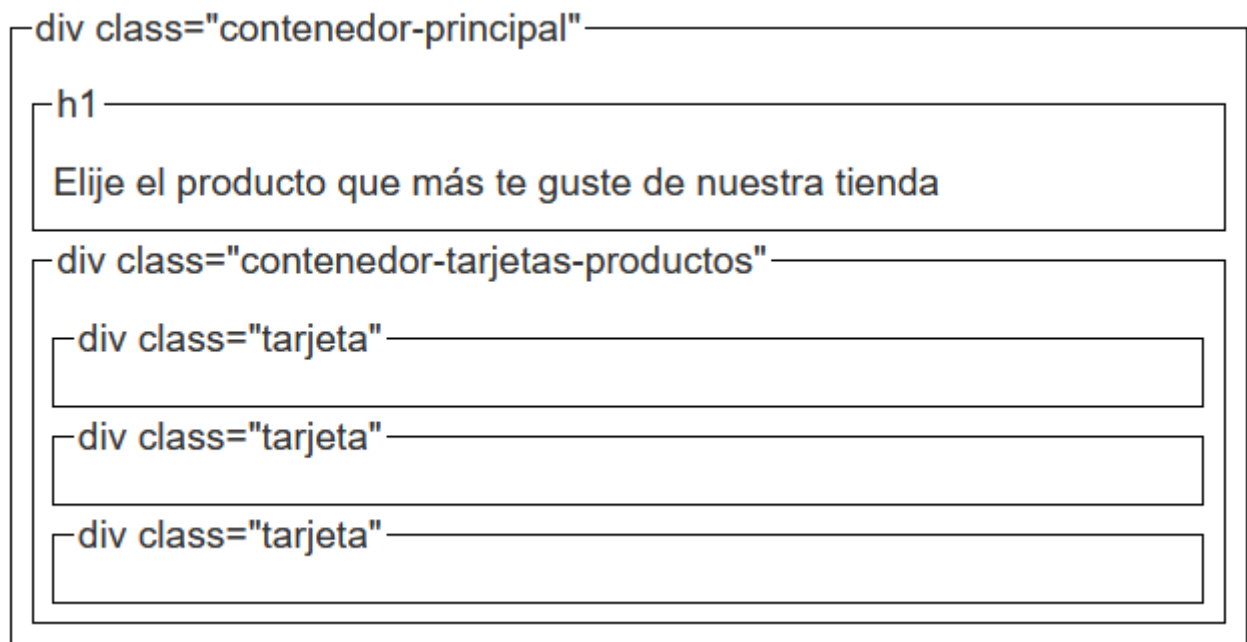 div class="contenedor-principal"
h1
Elije el producto que más te guste de nuestra tienda
div class="contenedor-tarjetas-productos"
div class="tarjeta"
div class="tarjeta"
div class="tarjeta"